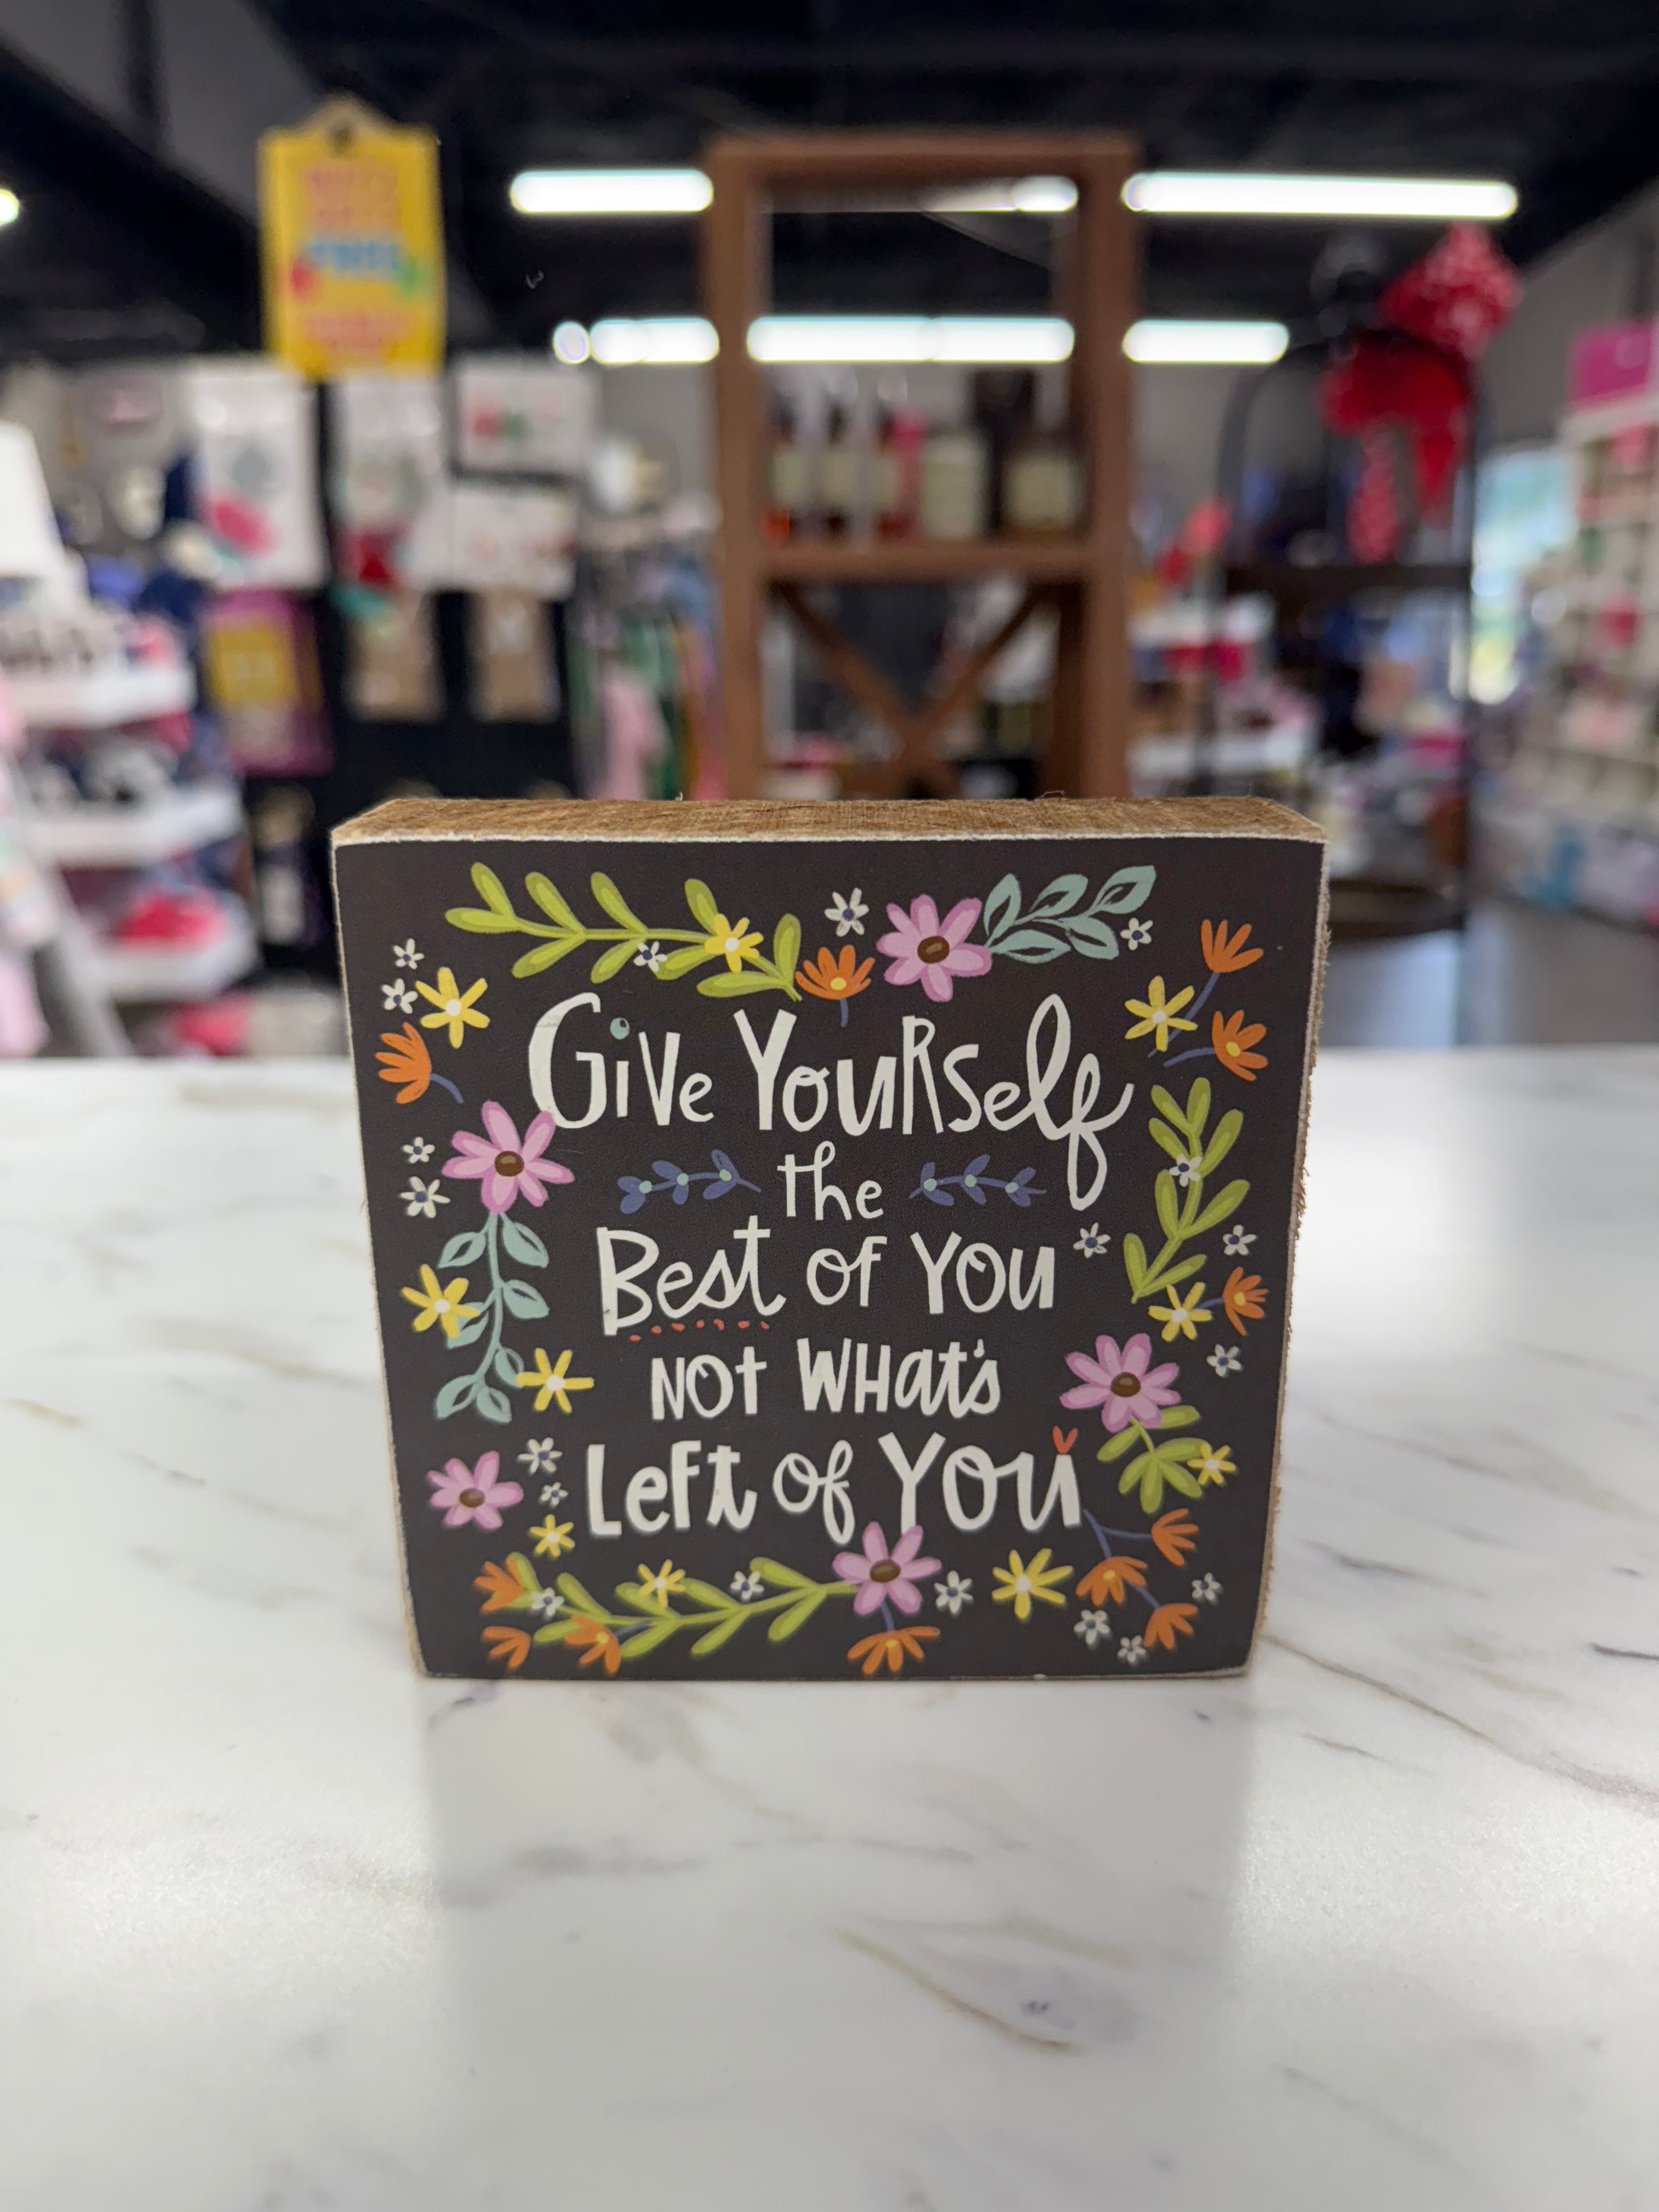 Give Yourself
the
Best of You
Not What's
Left of You